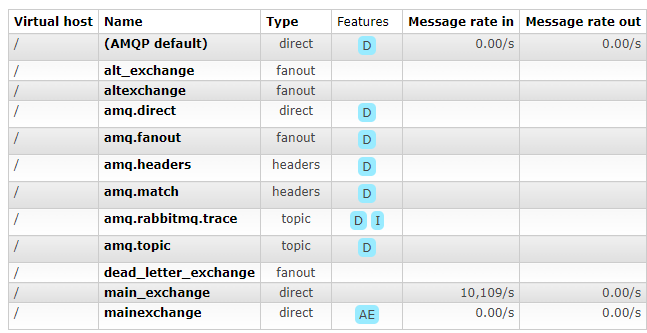 Virtual host Name Type Features Message rate in Message rate out
/ (AMQP default) direct D 0.00/s 0.00/s
/ alt_exchange fanout
/ altexchange fanout
/ amq.direct direct D
/ amq.fanout fanout D
/ amq.headers headers D
/ amq.match headers D
/ amq.rabbitmq.trace topic D I
/ amq.topic topic D
/ dead_letter_exchange fanout
/ main_exchange direct 10,109/s 0.00/s
/ mainexchange direct AE 0.00/s 0.00/s